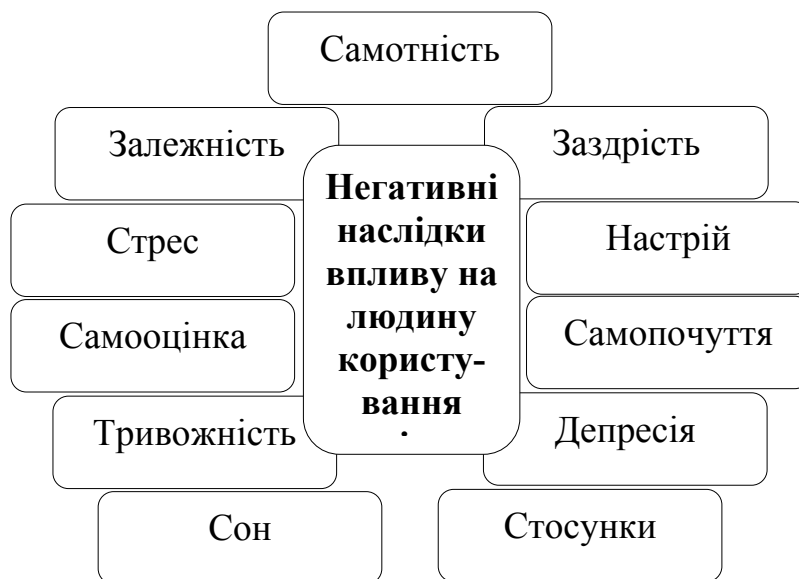 Самотність
Залежність
Заздрість
Негативні
наслідки
впливу на
людину
користу-
вання
Стрес
Настрій
Самооцінка
Самопочуття
Тривожність
Депресія
Сон
Стосунки